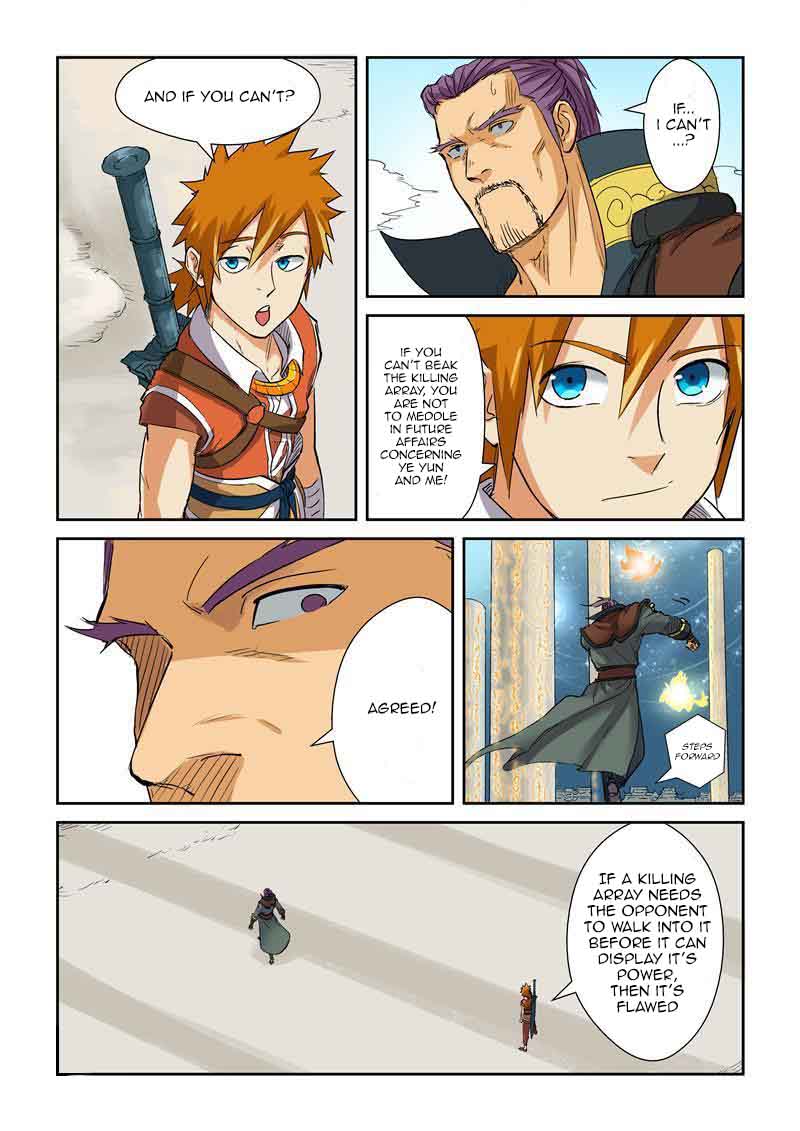 AND IF YOU CAN'T?
IF...
I CAN'T
...?
IF YOU
CAN'T BEAK
THE KILLING
ARRAY, YOU
ARE NOT
TO MEDDLE
IN FUTURE
AFFAIRS
CONCERNING
YE YUN
AND ME!
AGREED!
STEPS
FORWARD
IF A KILLING
ARRAY NEEDS
THE OPPONENT
TO WALK INTO IT
BEFORE IT CAN
DISPLAY IT'S
POWER,
THEN IT'S
FLAWED